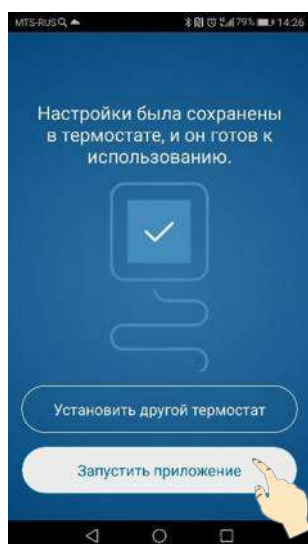 MTS-RUS
79% 14:26
Настройки была сохранены
в термостате, и он готов к
использованию.
Установить другой термостат
Запустить приложение